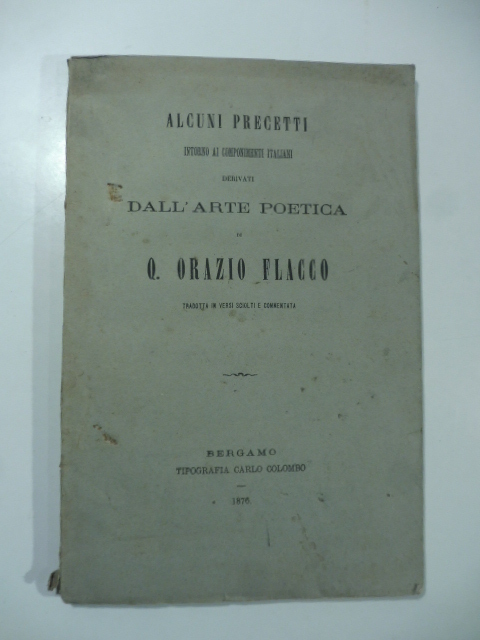 ALCUNI PRECETTI
INTORNO AI COMPONIMENTI ITALIANI
DERIVATI
DALL'ARTE POETICA
DI
Q. ORAZIO FLACCO
TRADOTTA IN VERSI SCIOLTI E COMMENTATA
BERGAMO
TIPOGRAFIA CARLO COLOMBO
1876